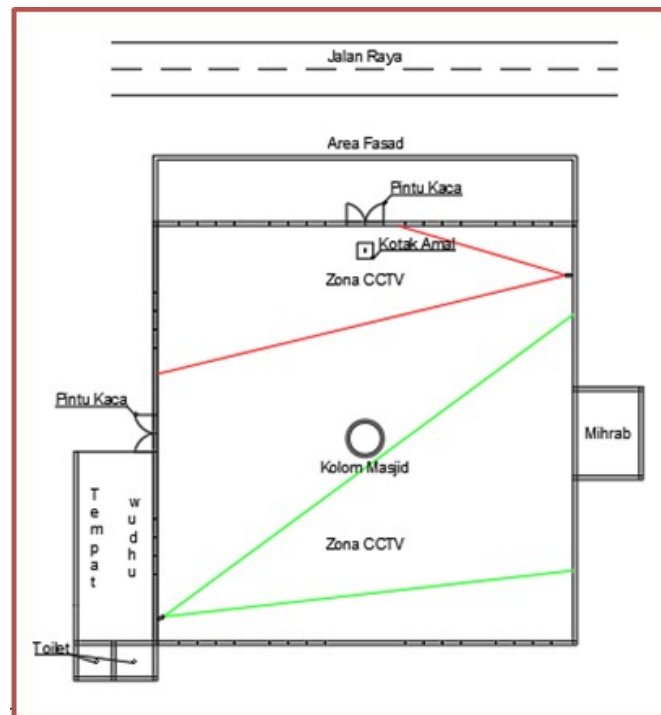 Jalan Raya
Area Fasad
Pintu Kaca
Kotak Amal
Zona CCTV
Pintu Kaca
Mihrab
Kolom Masjid
Tempat
wudhu
Zona CCTV
Toilet